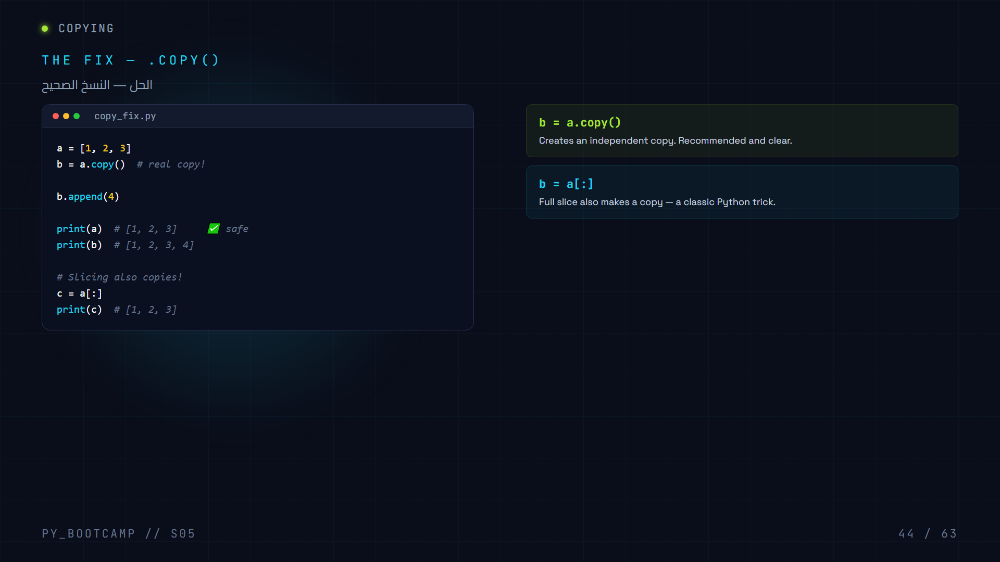 COPYING
THE FIX — .COPY()
الحل — النسخ الصحيح
copy_fix.py
a = [1, 2, 3]
b = a.copy()  # real copy!
b.append(4)
print(a)  # [1, 2, 3]     ✅ safe
print(b)  # [1, 2, 3, 4]
# Slicing also copies!
c = a[:]
print(c)  # [1, 2, 3]
b = a.copy()
Creates an independent copy. Recommended and clear.
b = a[:]
Full slice also makes a copy — a classic Python trick.
PY_BOOTCAMP // S05
44 / 63